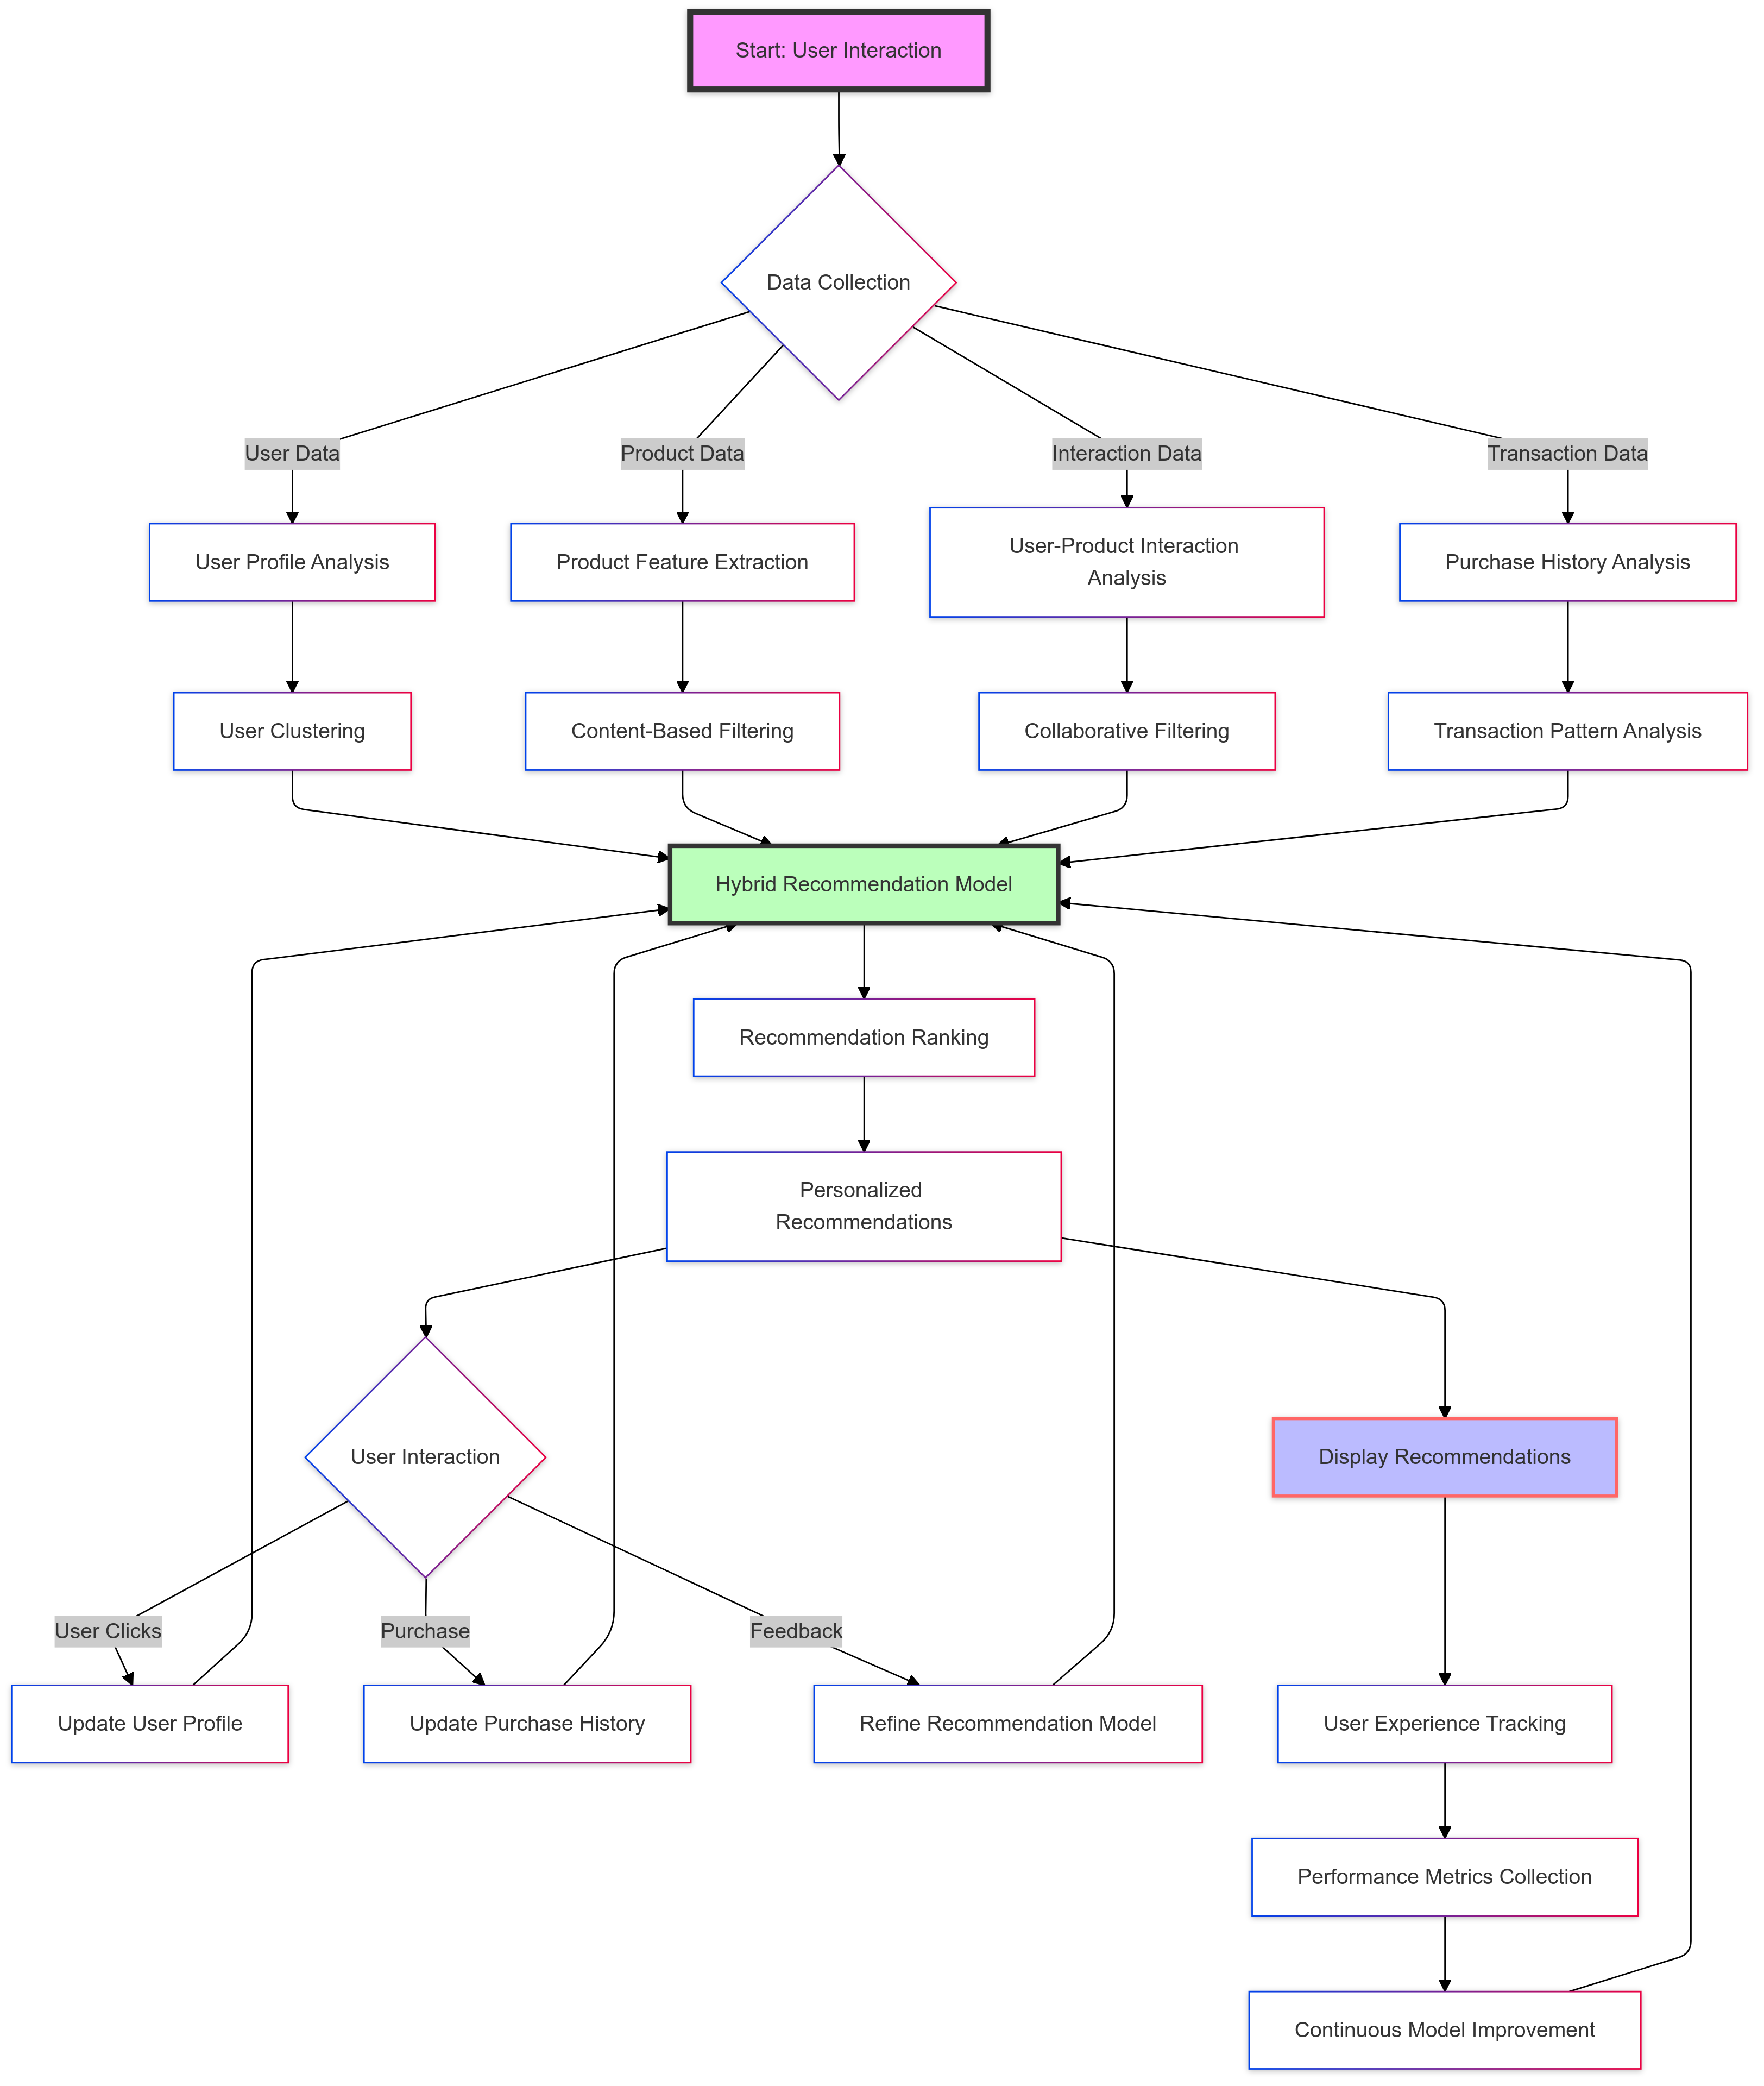 Start: User Interaction
Data Collection
User Data
Product Data
Interaction Data
Transaction Data
User Profile Analysis
Product Feature Extraction
User-Product Interaction
Analysis
Purchase History Analysis
User Clustering
Content-Based Filtering
Collaborative Filtering
Transaction Pattern Analysis
Hybrid Recommendation Model
Recommendation Ranking
Personalized
Recommendations
User Interaction
Display Recommendations
User Clicks
Purchase
Feedback
Update User Profile
Update Purchase History
Refine Recommendation Model
User Experience Tracking
Performance Metrics Collection
Continuous Model Improvement